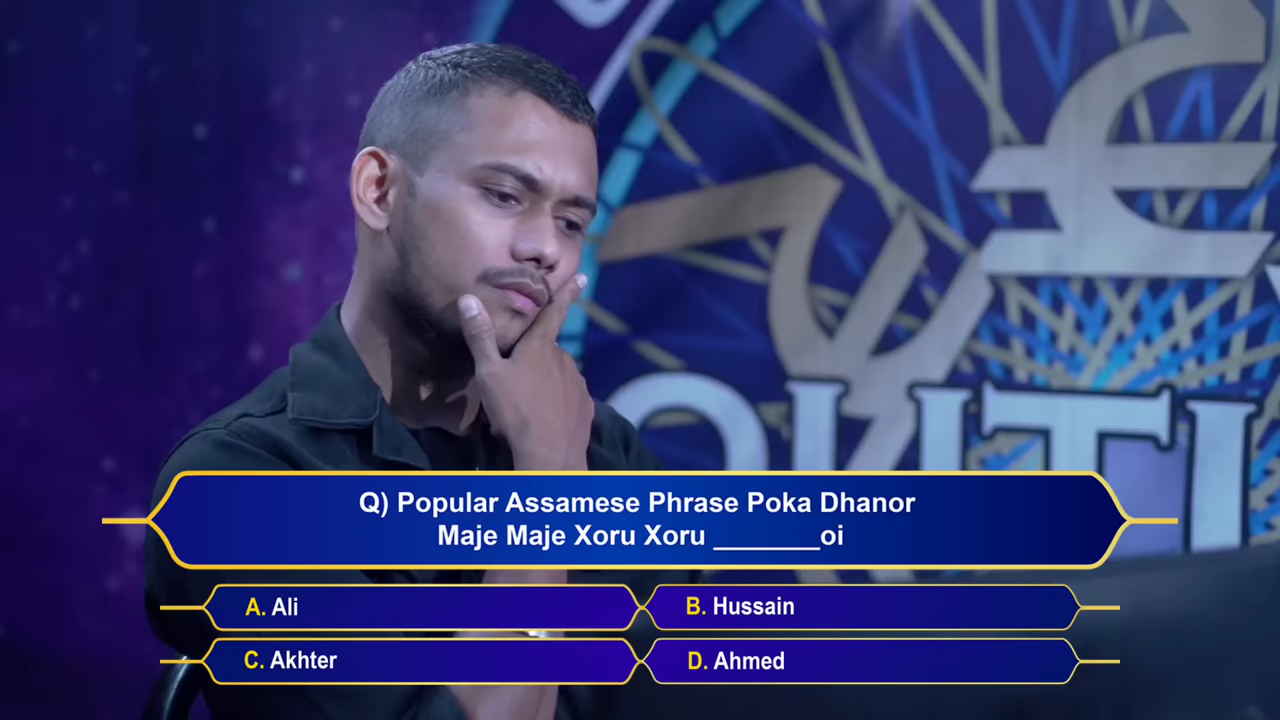 Q) Popular Assamese Phrase Poka Dhanor
Maje Maje Xoru Xoru _______oi
A. Ali
B. Hussain
C. Akhter
D. Ahmed